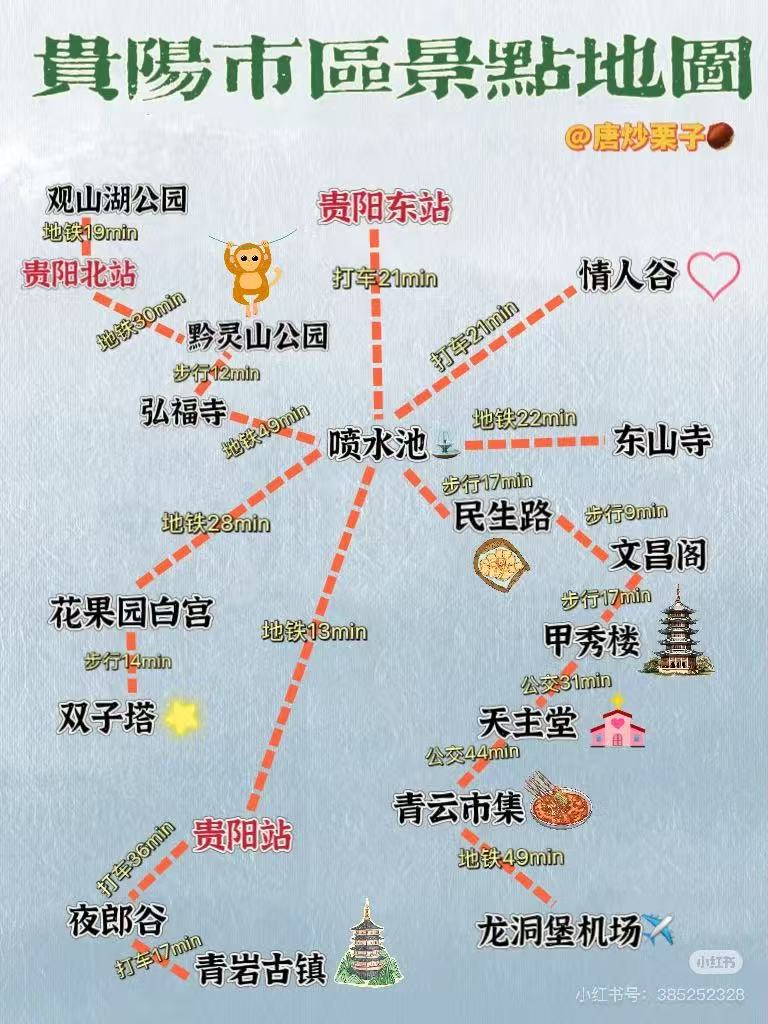 貴陽市區景點地圖
@唐炒栗子
观山湖公园
地铁19min
贵阳北站
贵阳东站
打车21min
情人谷
打车21min
地铁30min
黔灵山公园
步行12min
弘福寺
地铁49min
喷水池
地铁22min
东山寺
步行17min
民生路
步行9min
文昌阁
地铁28min
花果园白宫
步行14min
双子塔
地铁13min
步行17min
甲秀楼
公交31min
天主堂
公交44min
青云市集
地铁49min
龙洞堡机场
贵阳站
打车36min
夜郎谷
打车17min
青岩古镇
小红书
小红书号：385252328